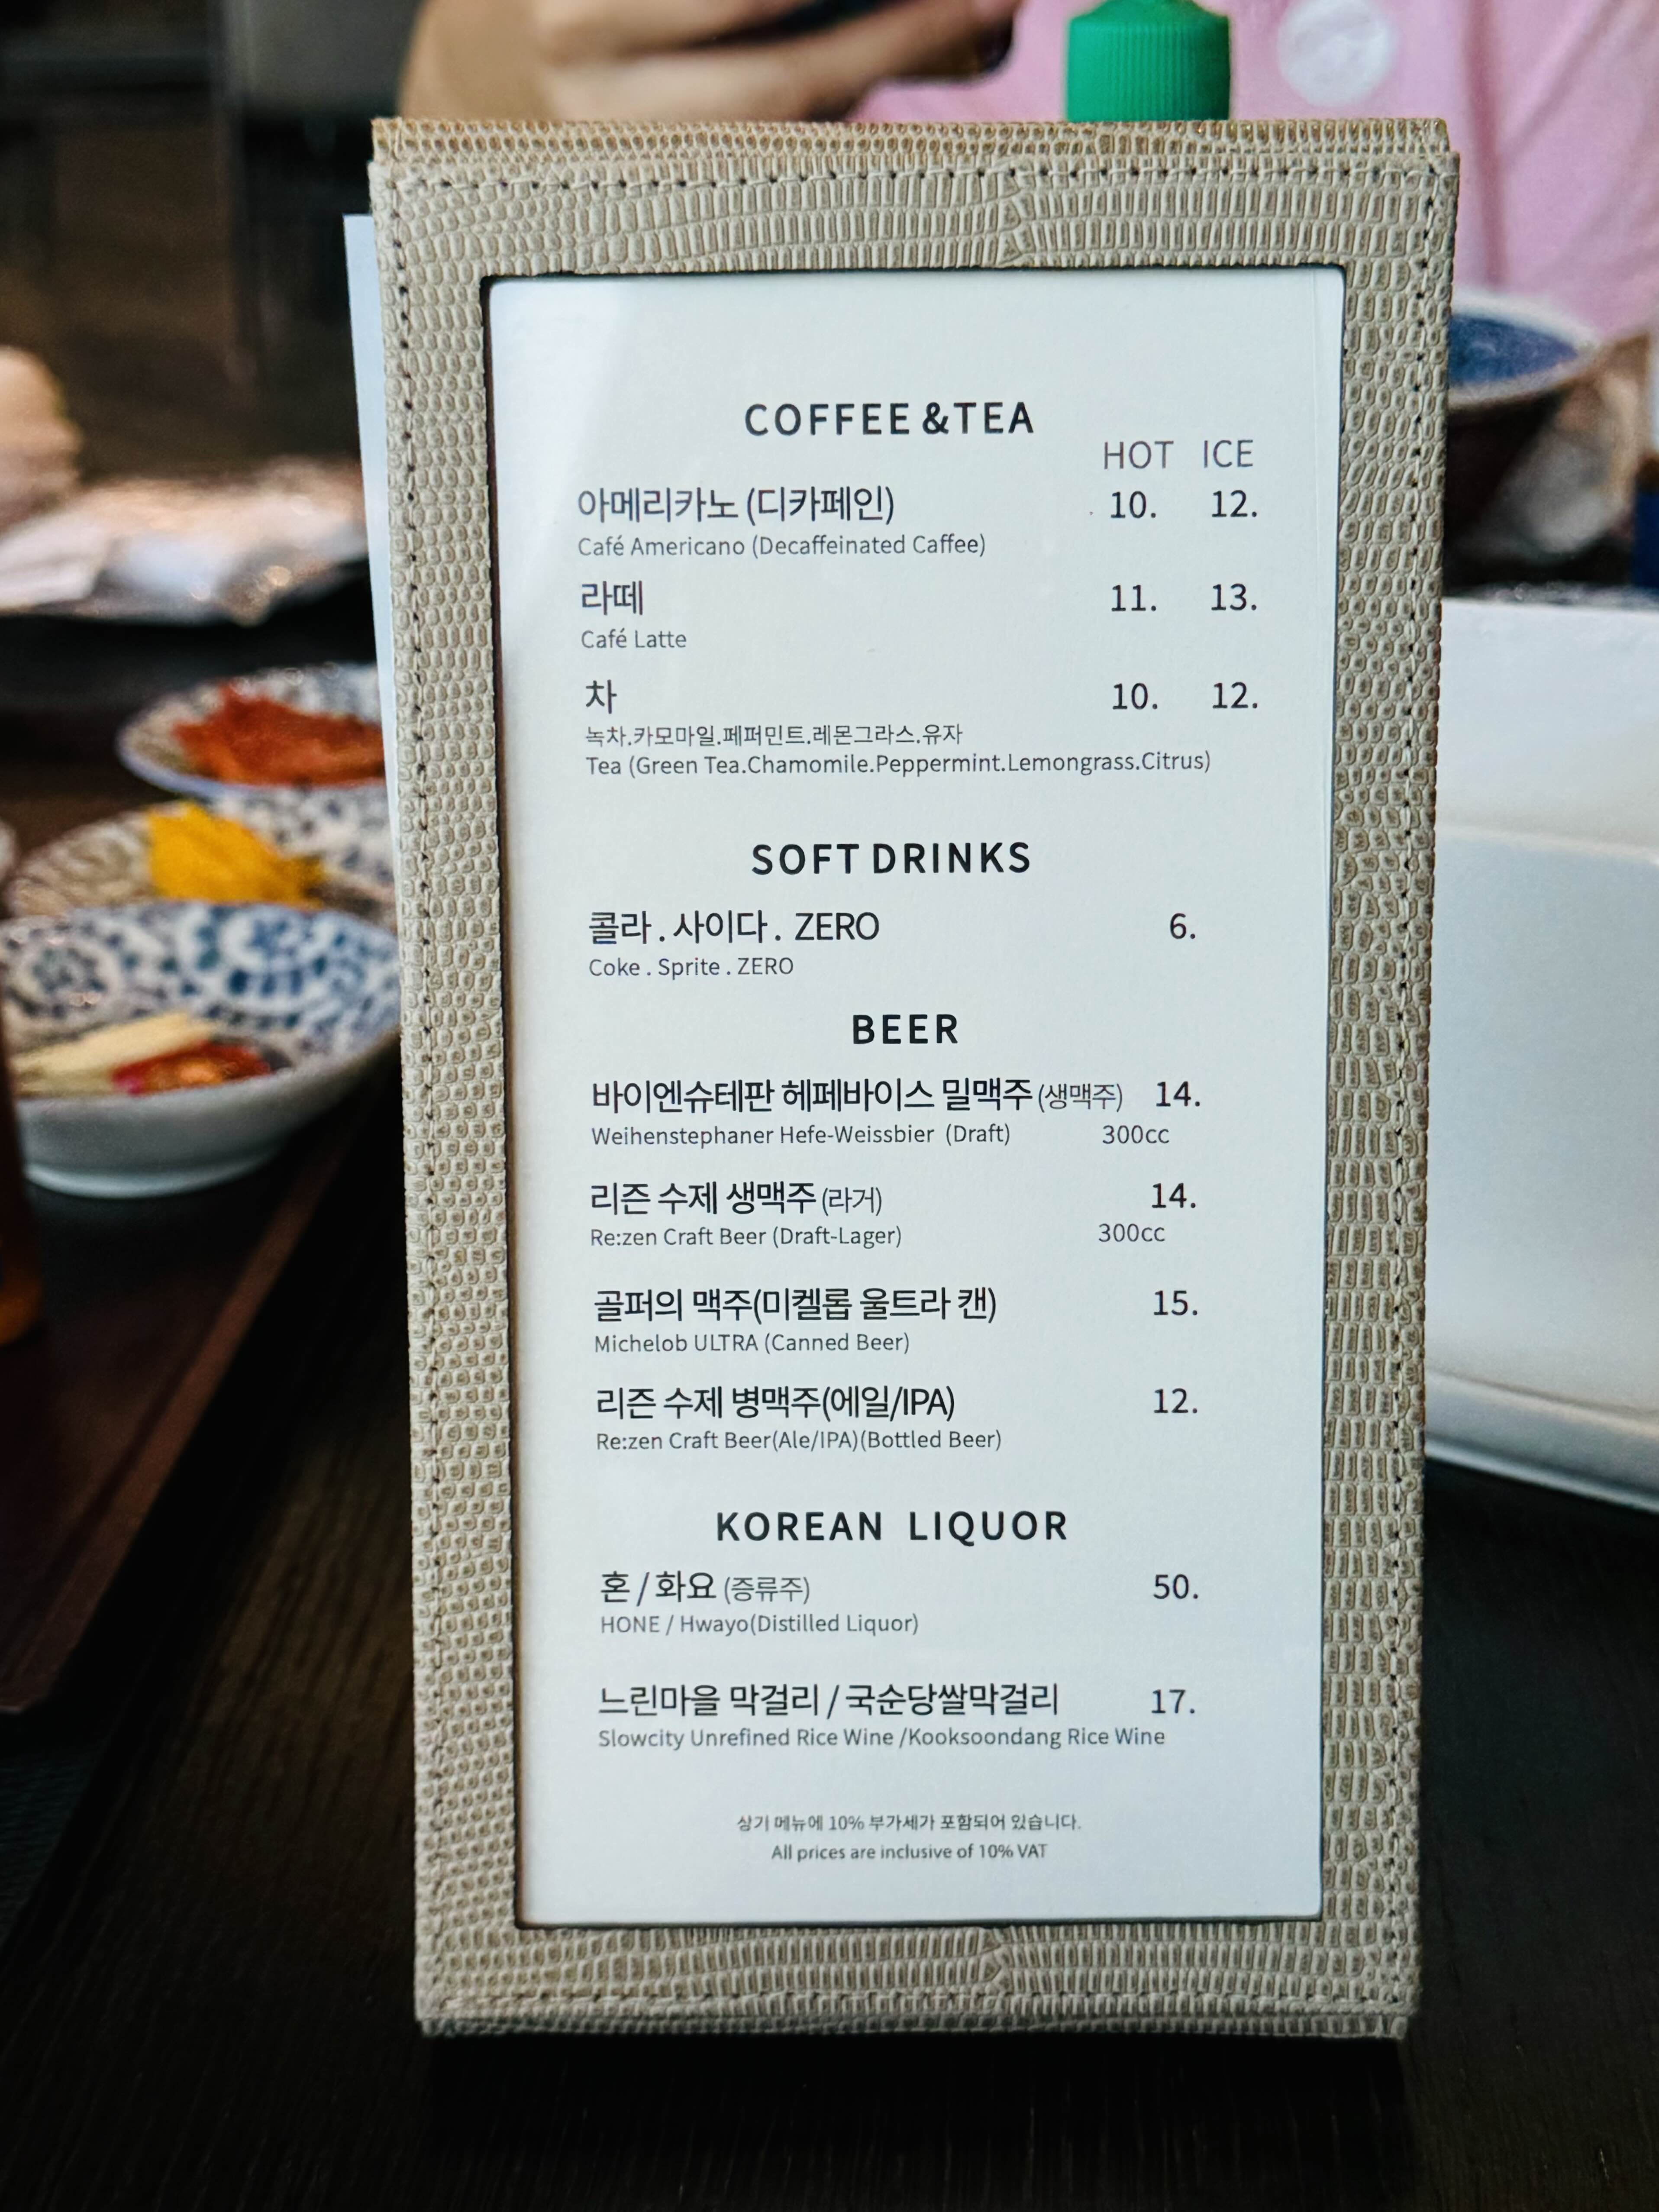 COFFEE &TEA
HOT ICE
아메리카노 (디카페인) 10. 12.
Café Americano (Decaffeinated Caffee)
라떼 11. 13.
Café Latte
차 10. 12.
녹차.카모마일.페퍼민트.레몬그라스.유자
Tea (Green Tea.Chamomile.Peppermint.Lemongrass.Citrus)
SOFT DRINKS
콜라 . 사이다 . ZERO 6.
Coke . Sprite . ZERO
BEER
바이엔슈테판 헤페바이스 밀맥주 (생맥주) 14.
Weihenstephaner Hefe-Weissbier (Draft) 300cc
리즌 수제 생맥주 (라거) 14.
Re:zen Craft Beer (Draft-Lager) 300cc
골퍼의 맥주(미켈롭 울트라 캔) 15.
Michelob ULTRA (Canned Beer)
리즌 수제 병맥주(에일/IPA) 12.
Re:zen Craft Beer(Ale/IPA)(Bottled Beer)
KOREAN LIQUOR
혼 / 화요 (증류주) 50.
HONE / Hwayo(Distilled Liquor)
느린마을 막걸리 / 국순당쌀막걸리 17.
Slowcity Unrefined Rice Wine /Kooksoondang Rice Wine
상기 메뉴에 10% 부가세가 포함되어 있습니다.
All prices are inclusive of 10% VAT